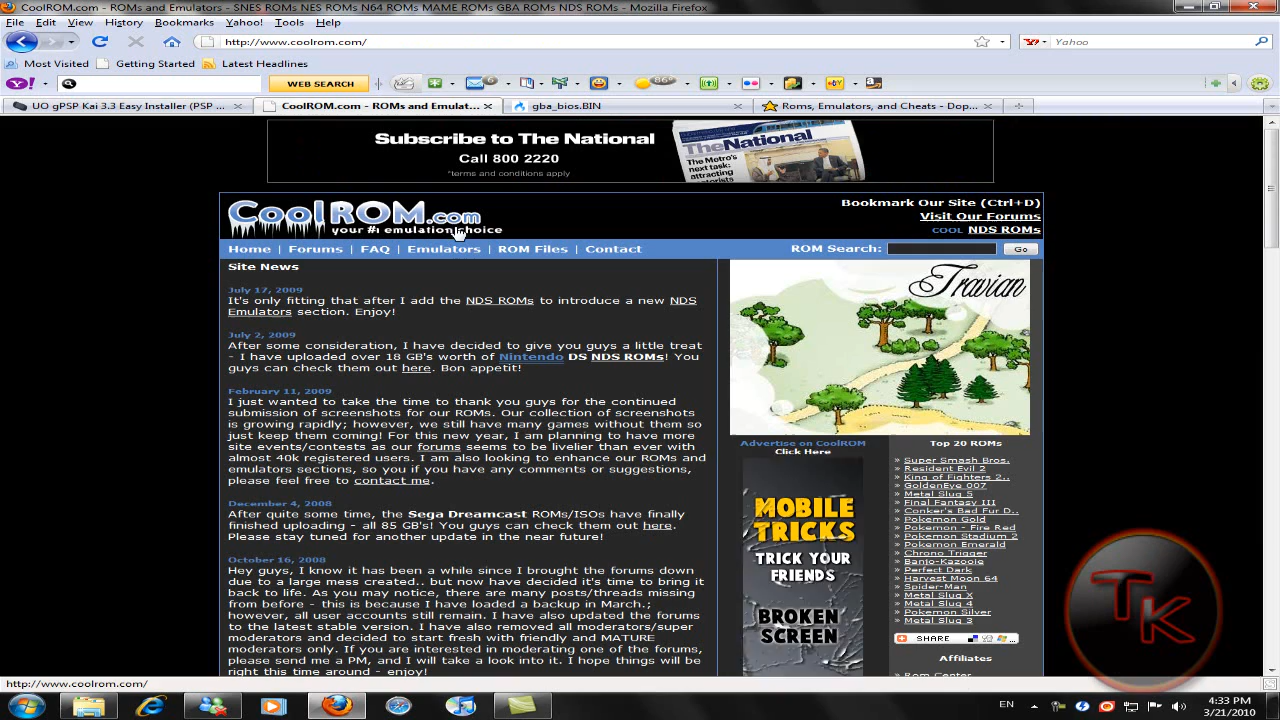 CoolROM.com - ROMs and Emulators - SNES ROMs NES ROMs N64 ROMs MAME ROMs GBA ROMs NDS ROMs - Mozilla Firefox
File Edit View History Bookmarks Yahoo! Tools Help
http://www.coolrom.com/
Yahoo
Most Visited Getting Started Latest Headlines
Y! WEB SEARCH 6 86°
UO gPSP Kai 3.3 Easy Installer (PSP ...
CoolROM.com - ROMs and Emulat...
gba_bios.BIN
Roms, Emulators, and Cheats - Dop...
Subscribe to The National
Call 800 2220
*terms and conditions apply
TheNational
CoolROM.com
your #1 emulation choice
Bookmark Our Site (Ctrl+D)
Visit Our Forums
COOL NDS ROMs
Home | Forums | FAQ | Emulators | ROM Files | Contact
ROM Search: Go
Site News
July 17, 2009
It's only fitting that after I add the NDS ROMs to introduce a new NDS
Emulators section. Enjoy!
July 2, 2009
After some consideration, I have decided to give you guys a little treat
- I have uploaded over 18 GB's worth of Nintendo DS NDS ROMs! You
guys can check them out here. Bon appetit!
February 11, 2009
I just wanted to take the time to thank you guys for the continued
submission of screenshots for our ROMs. Our collection of screenshots
is growing rapidly; however, we still have many games without them so
just keep them coming! For this new year, I am planning to have more
site events/contests as our forums seems to be livelier than ever with
almost 40k registered users. I am also looking to enhance our ROMs and
emulators sections, so you if you have any comments or suggestions,
please feel free to contact me.
December 4, 2008
After quite some time, the Sega Dreamcast ROMs/ISOs have finally
finished uploading - all 85 GB's! You guys can check them out here.
Please stay tuned for another update in the near future!
October 16, 2008
Hey guys, I know it has been a while since I brought the forums down
due to a large mess created.. but now have decided it's time to bring it
back to life. As you may notice, there are many posts/threads missing
from before - this is because I have loaded a backup in March.;
however, all user accounts still remain. I have also updated the forums
to the latest stable version. I have also removed all moderators/super
moderators and decided to start fresh with friendly and MATURE
moderators only. If you are interested in moderating one of the forums,
please send me a PM, and I will take a look into it. I hope things will be
right this time around - enjoy!
Travian
Advertise on CoolROM
Click Here
MOBILE
TRICKS
TRICK YOUR
FRIENDS
BROKEN
SCREEN
Top 20 ROMs
» Super Smash Bros.
» Resident Evil 2
» King of Fighters 2..
» GoldenEye 007
» Metal Slug 5
» Final Fantasy III
» Conker's Bad Fur D..
» Pokemon Gold
» Pokemon - Fire Red
» Pokemon Stadium 2
» Pokemon Emerald
» Chrono Trigger
» Banjo-Kazooie
» Perfect Dark
» Harvest Moon 64
» Spider-Man
» Metal Slug X
» Metal Slug 4
» Pokemon Silver
» Metal Slug 3
SHARE
Affiliates
» Rom Center
TK
http://www.coolrom.com/
EN
4:33 PM
3/21/2010